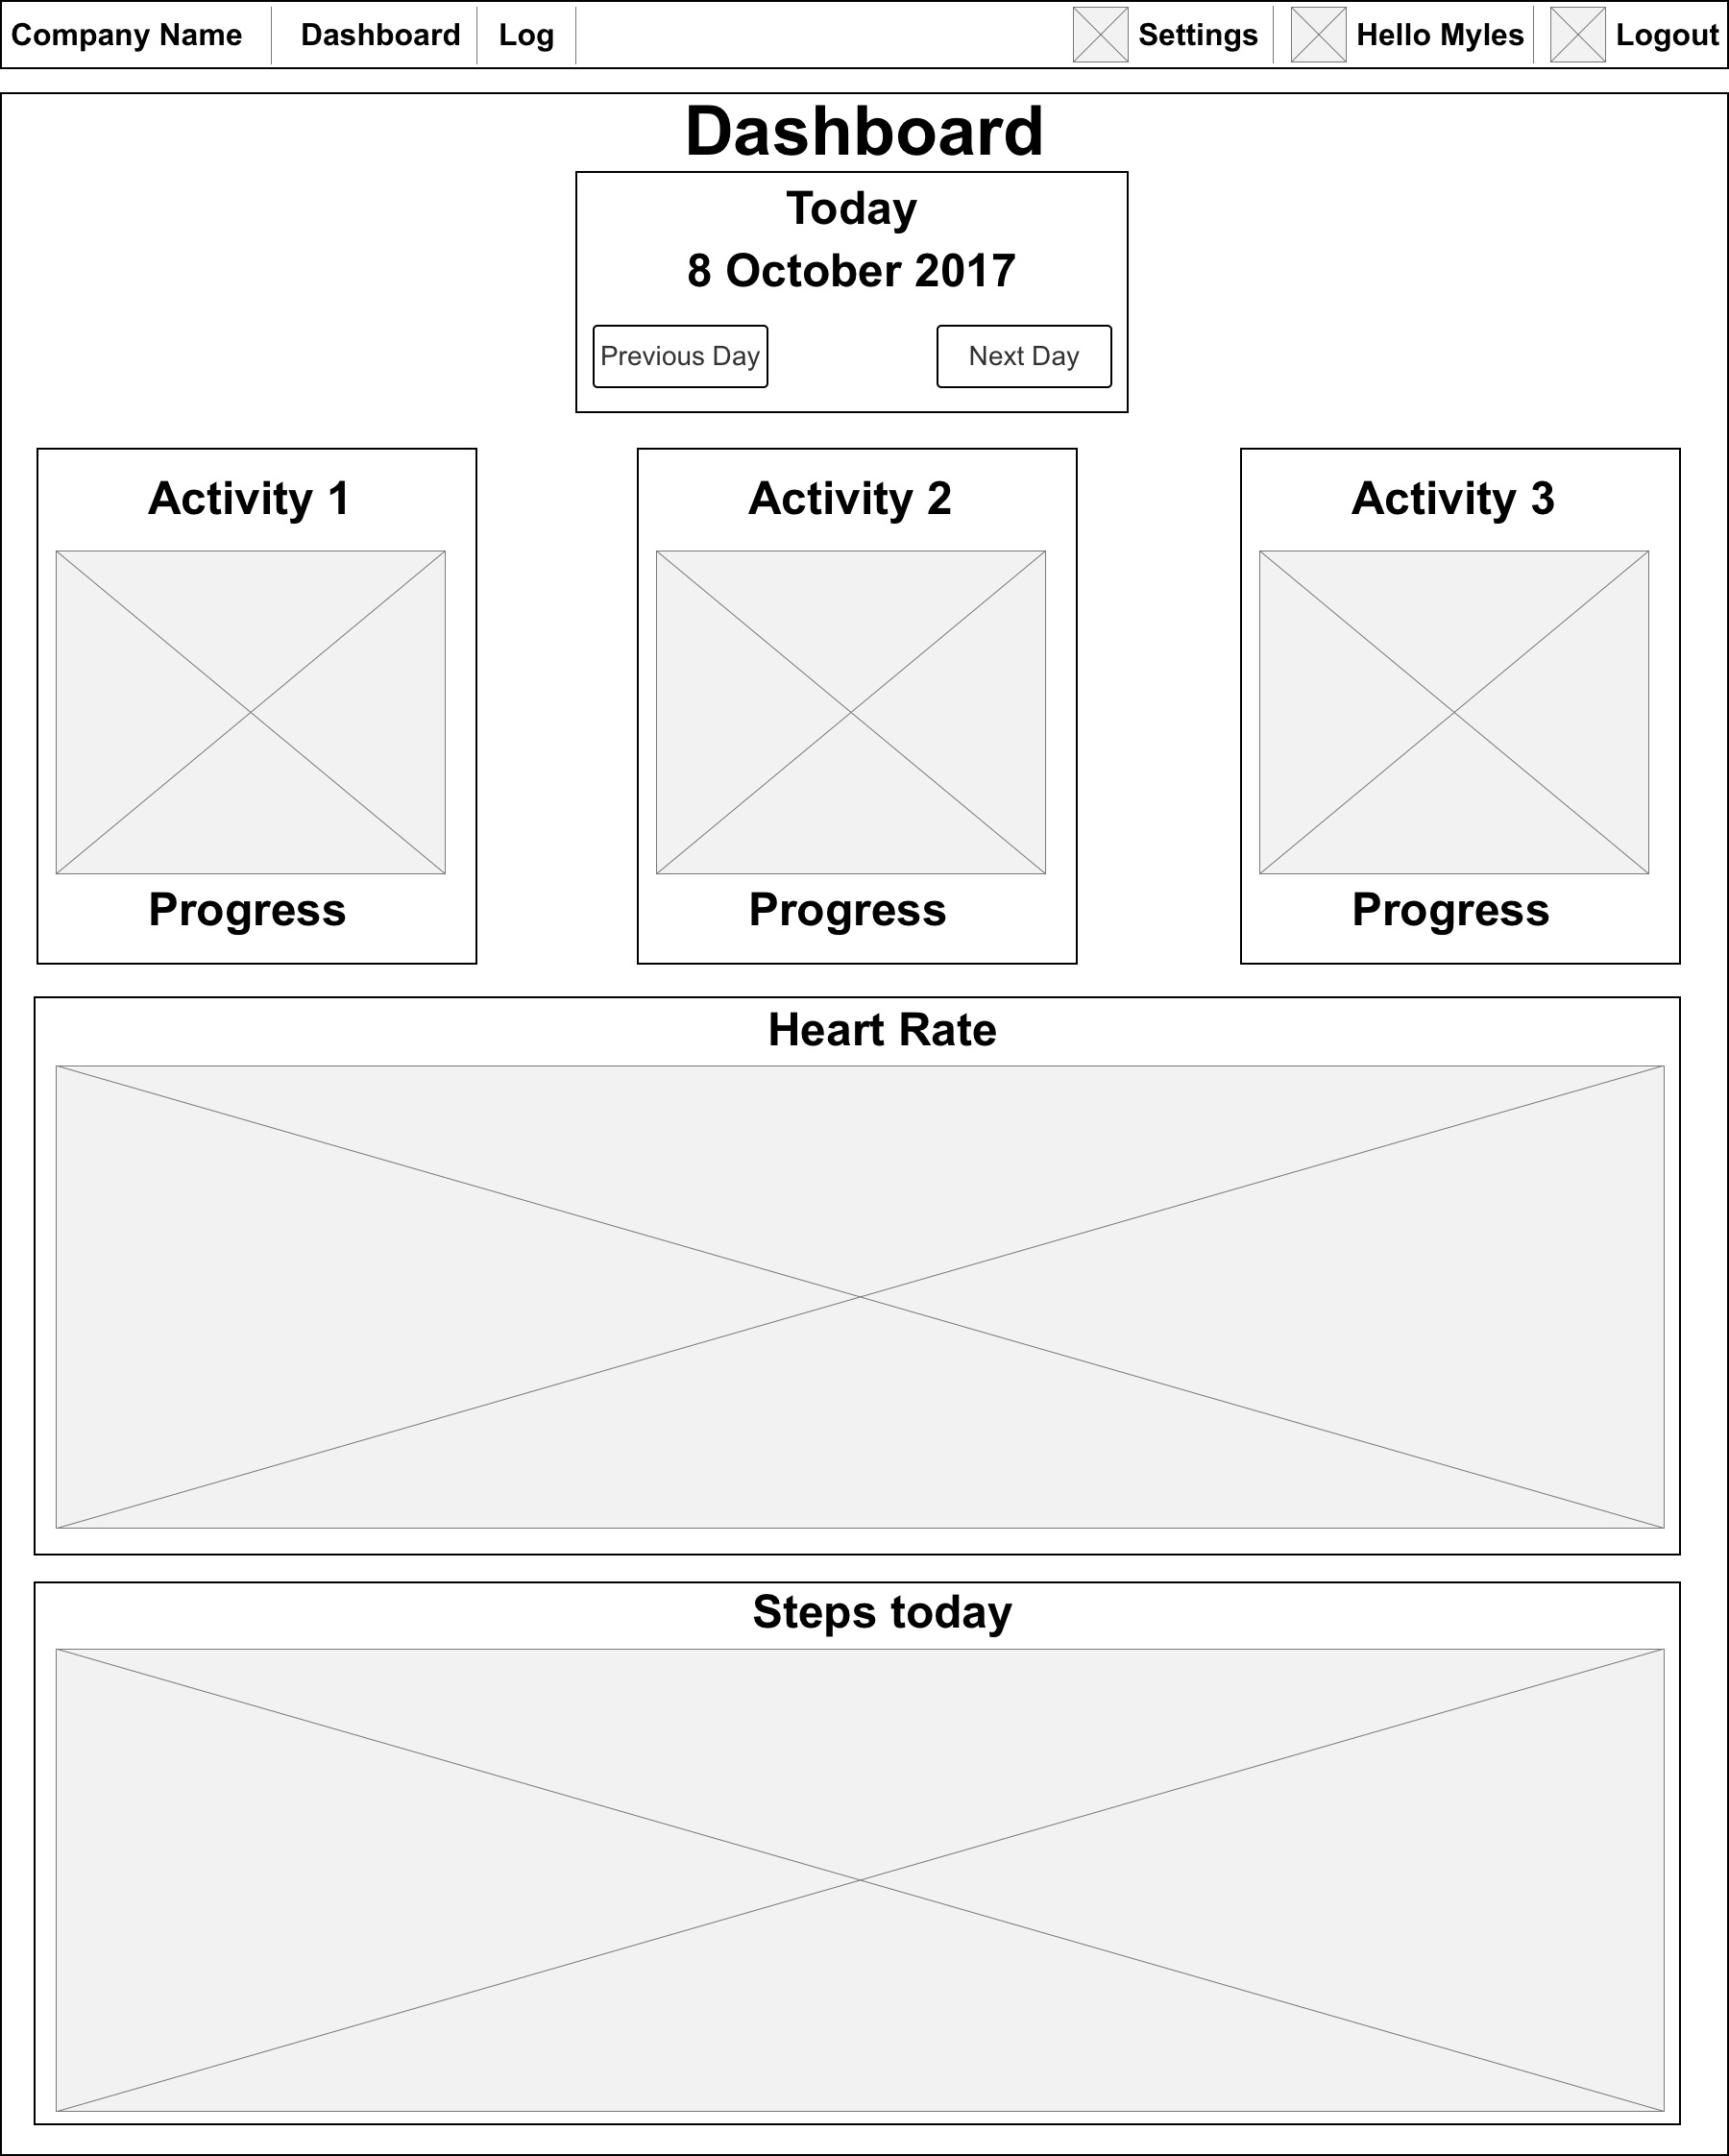 Company Name Dashboard Log Settings Hello Myles Logout
Dashboard
Today
8 October 2017
Previous Day Next Day
Activity 1 Activity 2 Activity 3
Progress Progress Progress
Heart Rate
Steps today